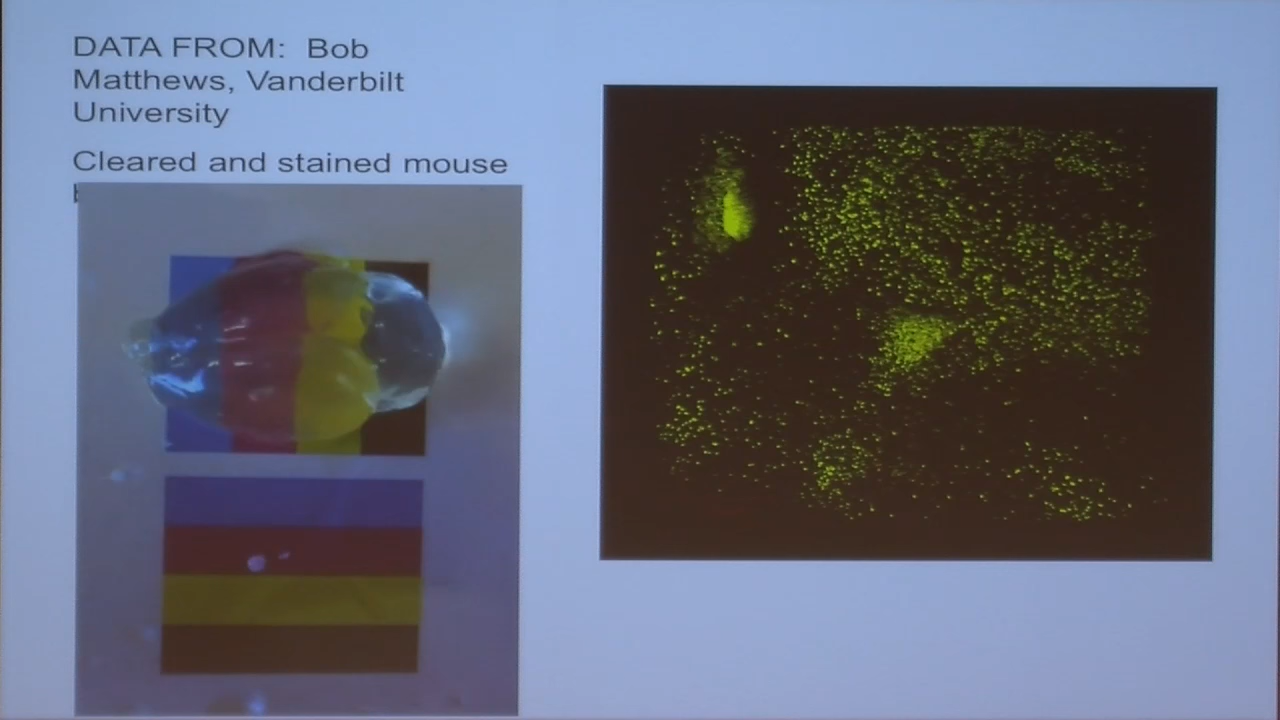 DATA FROM: Bob
Matthews, Vanderbilt
University
Cleared and stained mouse